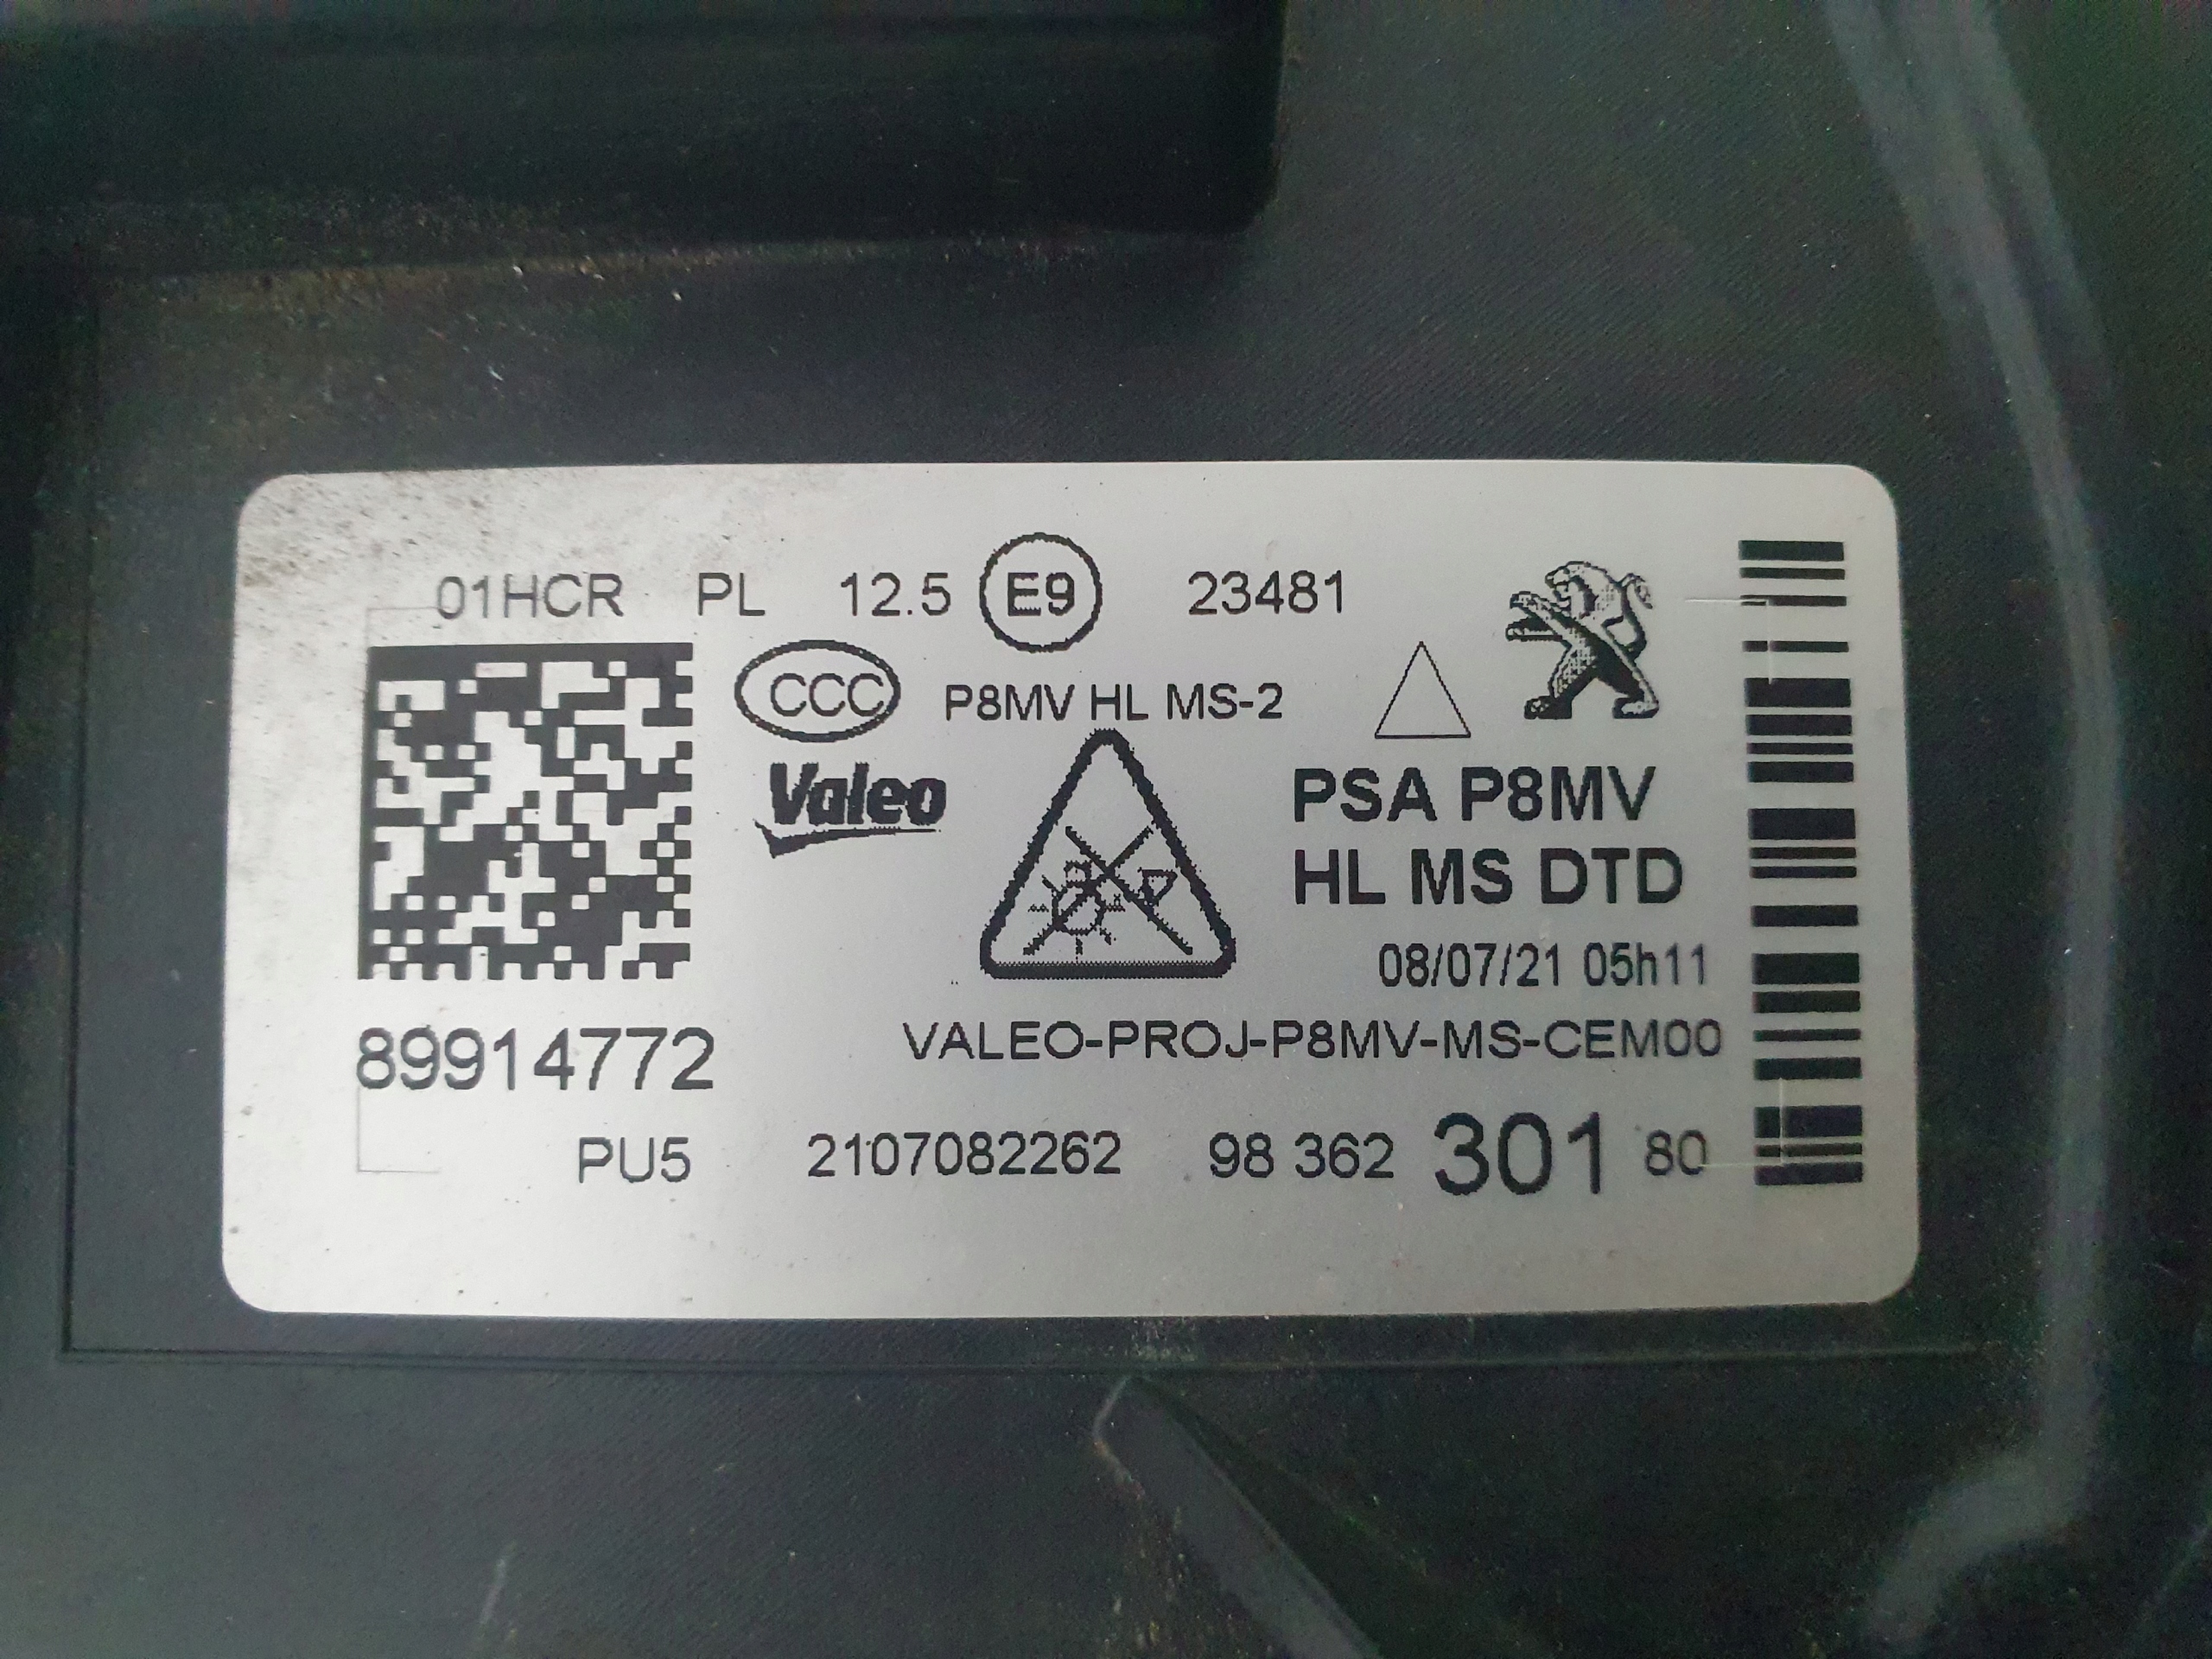 01HCR PL 12.5 E9 23481
CCC P8MV HL MS-2
Valeo
PSA P8MV
HL MS DTD
08/07/21 05h11
89914772
VALEO-PROJ-P8MV-MS-CEM00
PU5 2107082262 98 362 301 80